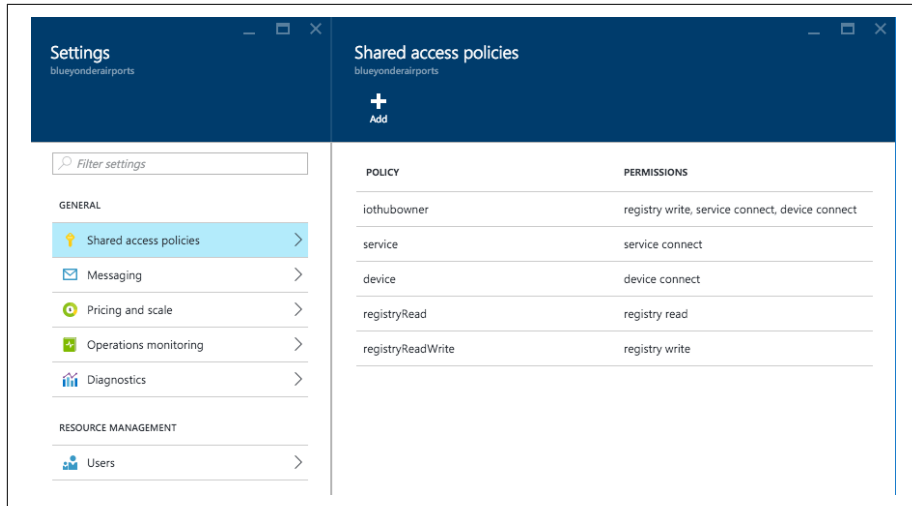 Settings
blueyonderairports
Filter settings
GENERAL
Shared access policies
Messaging
Pricing and scale
Operations monitoring
Diagnostics
RESOURCE MANAGEMENT
Users
Shared access policies
blueyonderairports
Add
POLICY PERMISSIONS
iothubowner registry write, service connect, device connect
service service connect
device device connect
registryRead registry read
registryReadWrite registry write